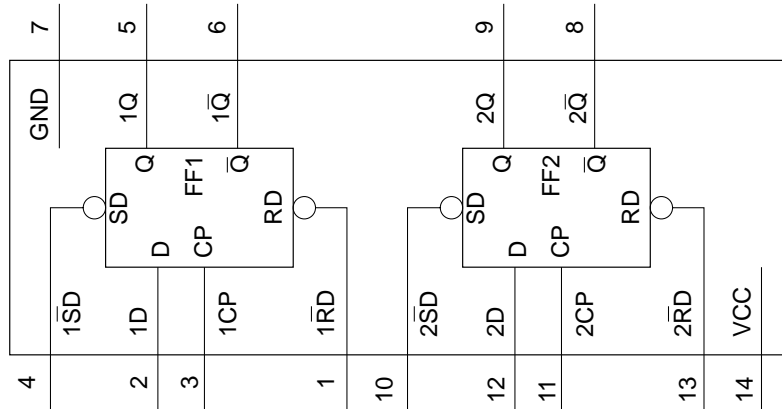 7
5
6
9
8
GND
1Q
1Q̅
2Q
2Q̅
Q
FF1
Q̅
Q
FF2
Q̅
SD
D
CP
RD
SD
D
CP
RD
1S̅D̅
1D
1CP
1R̅D̅
2S̅D̅
2D
2CP
2R̅D̅
VCC
4
2
3
1
10
12
11
13
14